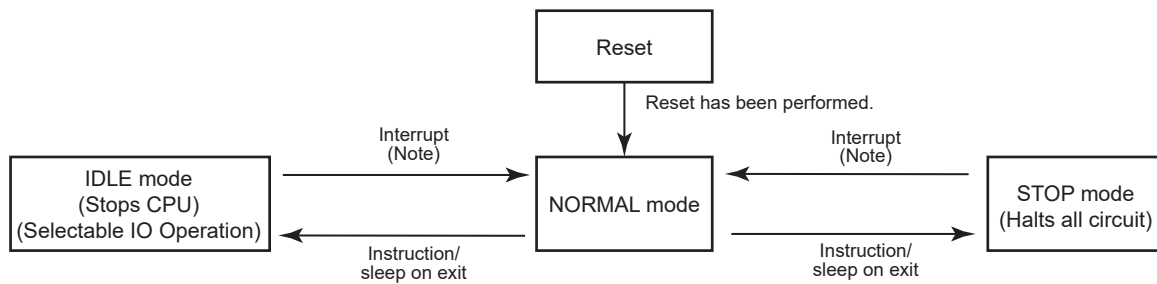 Reset
Reset has been performed.
Interrupt
(Note)
Interrupt
(Note)
IDLE mode
(Stops CPU)
(Selectable IO Operation)
NORMAL mode
STOP mode
(Halts all circuit)
Instruction/
sleep on exit
Instruction/
sleep on exit